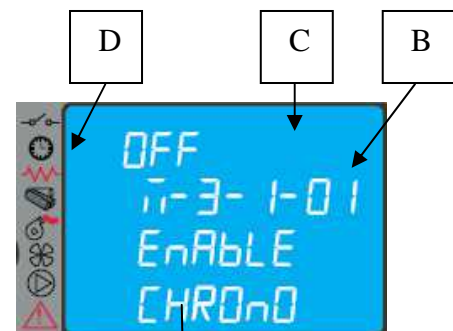 D C B
OFF
M-3-1-01
EnAbLE
CHROnO